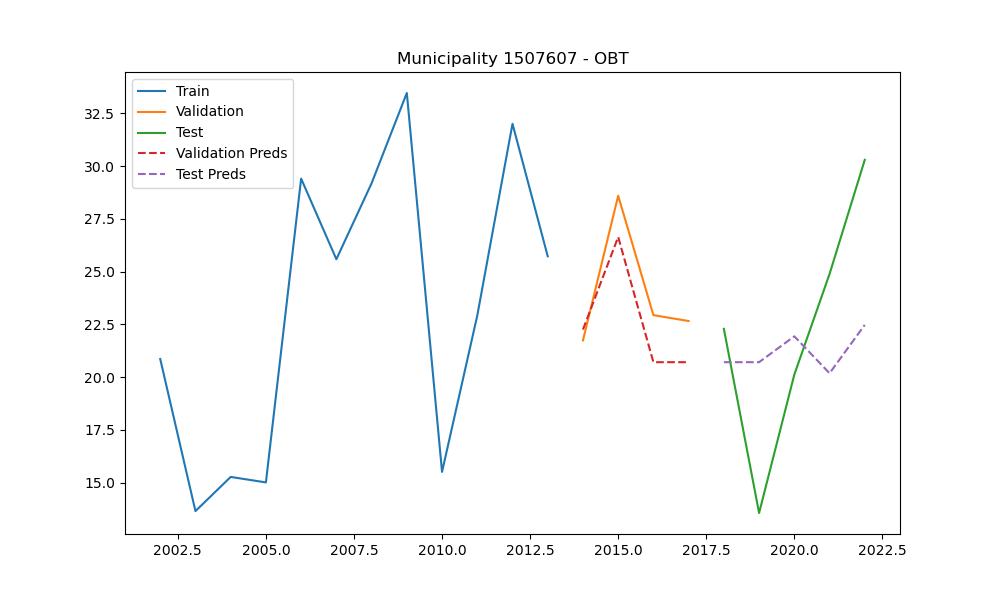 Municipality 1507607 - OBT
Train
Validation
Test
Validation Preds
Test Preds
32.5
30.0
27.5
25.0
22.5
20.0
17.5
15.0
2002.5 2005.0 2007.5 2010.0 2012.5 2015.0 2017.5 2020.0 2022.5